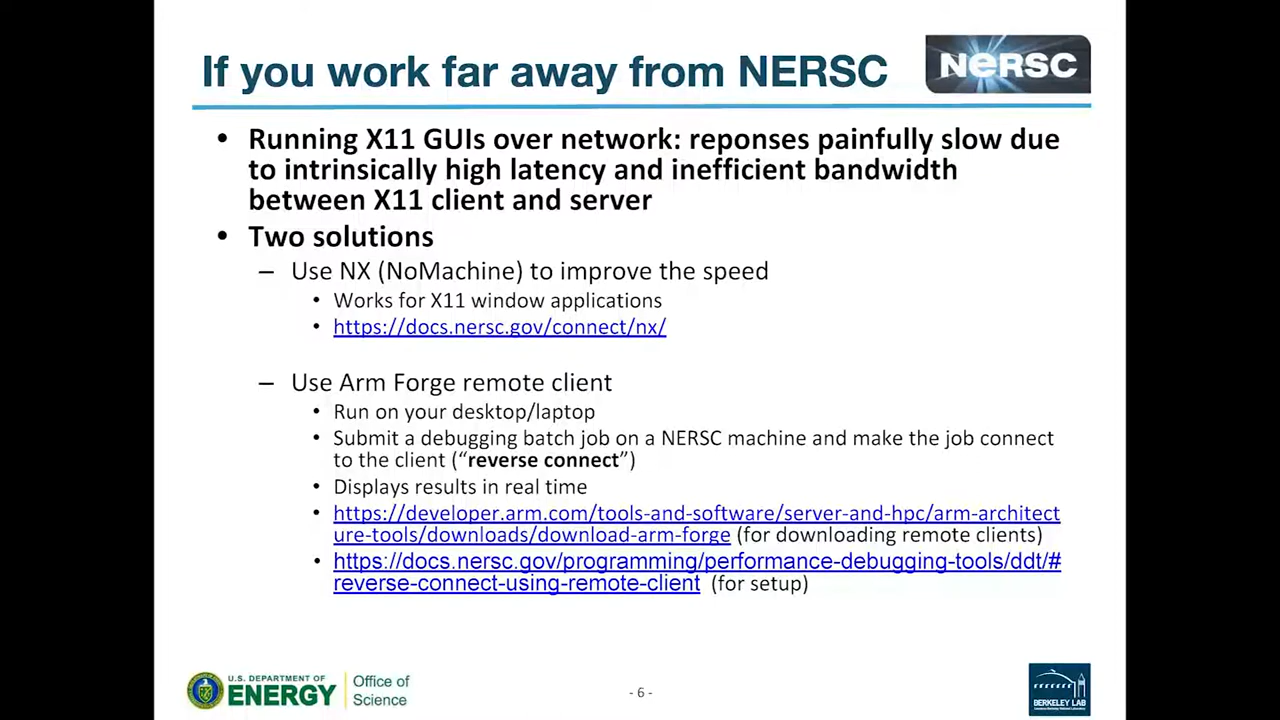 If you work far away from NERSC
NERSC
• Running X11 GUIs over network: reponses painfully slow due
to intrinsically high latency and inefficient bandwidth
between X11 client and server
• Two solutions
– Use NX (NoMachine) to improve the speed
• Works for X11 window applications
• https://docs.nersc.gov/connect/nx/
– Use Arm Forge remote client
• Run on your desktop/laptop
• Submit a debugging batch job on a NERSC machine and make the job connect
to the client (“reverse connect”)
• Displays results in real time
• https://developer.arm.com/tools-and-software/server-and-hpc/arm-architect
ure-tools/downloads/download-arm-forge (for downloading remote clients)
• https://docs.nersc.gov/programming/performance-debugging-tools/ddt/#
reverse-connect-using-remote-client (for setup)
U.S. DEPARTMENT OF
ENERGY
Office of
Science
- 6 -
BERKELEY LAB